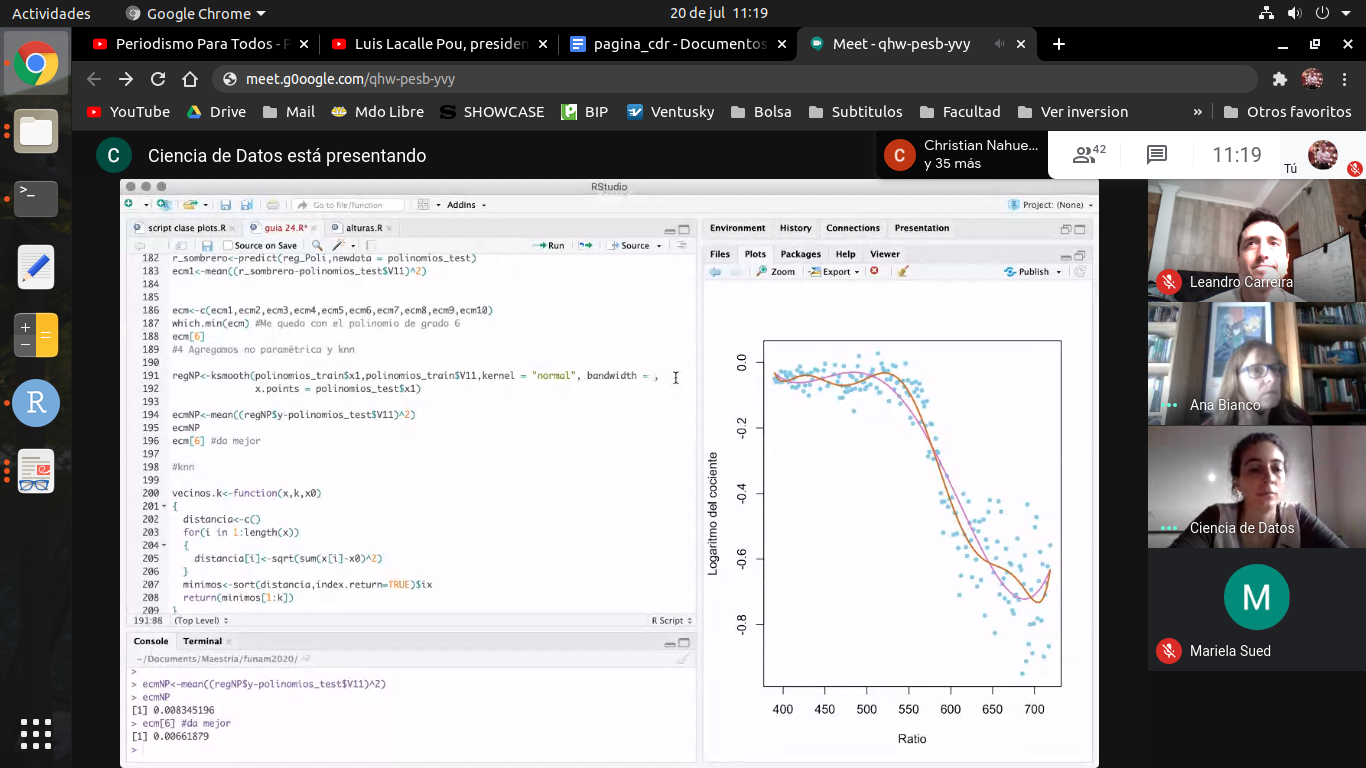 Actividades
Google Chrome
20 de jul 11:19
Periodismo Para Todos - P
Luis Lacalle Pou, presiden
pagina_cdr - Documentos
Meet - qhw-pesb-yvy
meet.g0oogle.com/qhw-pesb-yvy
YouTube
Drive
Mail
Mdo Libre
SHOWCASE
BIP
Ventusky
Bolsa
Subtitulos
Facultad
Ver inversion
»
Otros favoritos
C
Ciencia de Datos está presentando
C
Christian Nahue...
y 35 más
42
11:19
Tú
RStudio
Go to file/function
Addins
Project: (None)
script clase plots.R
guia 24.R*
alturas.R
Source on Save
Run
Source
182 r_sombrero<-predict(reg_Poli,newdata = polinomios_test)
183 ecm1<-mean((r_sombrero-polinomios_test$V11)^2)
184
185
186 ecm<-c(ecm1,ecm2,ecm3,ecm4,ecm5,ecm6,ecm7,ecm8,ecm9,ecm10)
187 which.min(ecm) #Me quedo con el polinomio de grado 6
188 ecm[6]
189 #4 Agregamos no paramétrica y knn
190
191 regNP<-ksmooth(polinomios_train$x1,polinomios_train$V11,kernel = "normal", bandwidth = ,
192 x.points = polinomios_test$x1)
193
194 ecmNP<-mean((regNP$y-polinomios_test$V11)^2)
195 ecmNP
196 ecm[6] #da mejor
197
198 #knn
199
200 vecinos.k<-function(x,k,x0)
201 {
202 distancia<-c()
203 for(i in 1:length(x))
204 {
205 distancia[i]<-sqrt(sum(x[i]-x0)^2)
206 }
207 minimos<-sort(distancia,index.return=TRUE)$ix
208 return(minimos[1:k])
209 }
191:86 (Top Level)
R Script
Console
Terminal
~/Documents/Maestria/funam2020/
>
> ecmNP<-mean((regNP$y-polinomios_test$V11)^2)
> ecmNP
[1] 0.008345196
> ecm[6] #da mejor
[1] 0.00661879
>
Environment
History
Connections
Presentation
Files
Plots
Packages
Help
Viewer
Zoom
Export
Publish
Logaritmo del cociente
0.0
-0.2
-0.4
-0.6
-0.8
400
450
500
550
600
650
700
Ratio
Leandro Carreira
Ana Bianco
Ciencia de Datos
M
Mariela Sued
R
>_